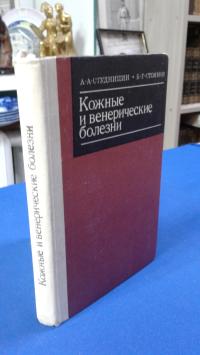 А·А·СТУДНИЦИН • Б·Г·СТОЯНОВ
Кожные
и венерические
болезни
Кожные и венерические болезни